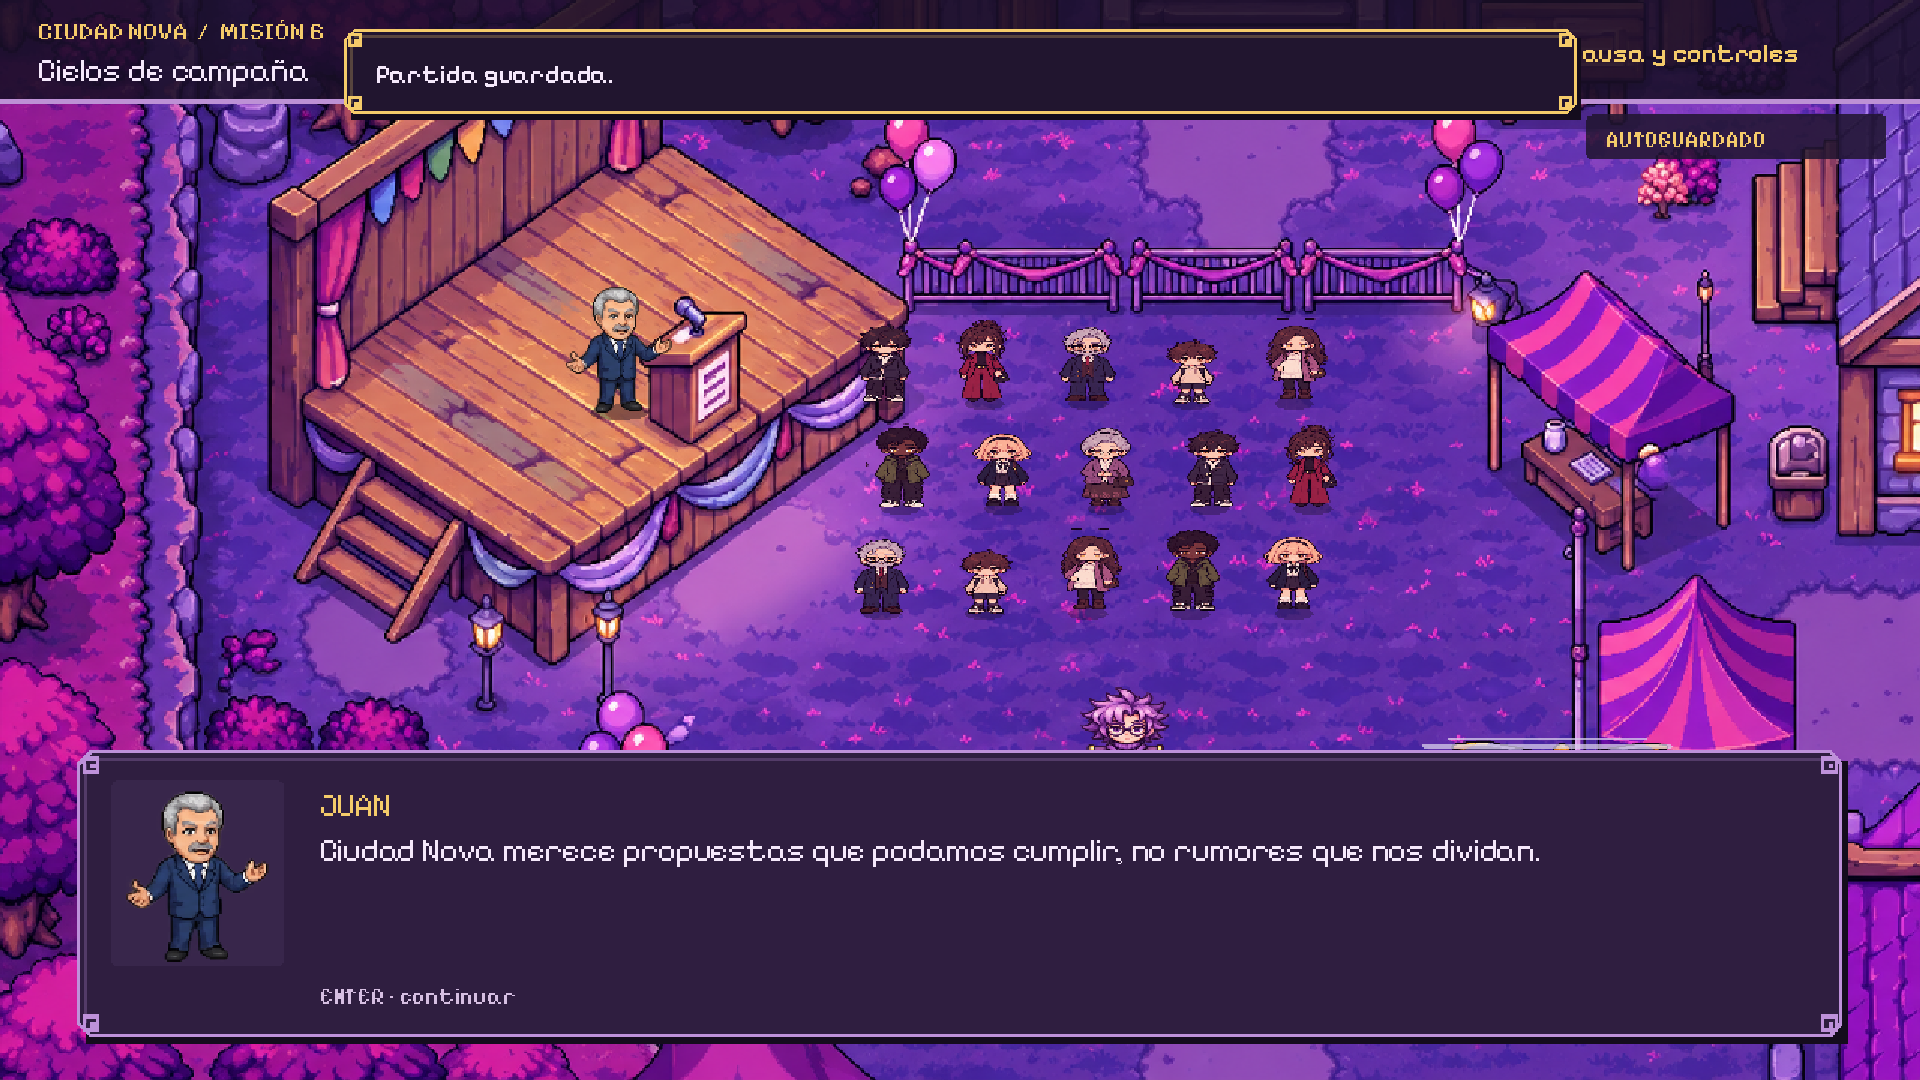 CIUDAD NOVA / MISIÓN 6
Cielos de campaña
Partida guardada.
ausa y controles
AUTOGUARDADO
JUAN
Ciudad Nova merece propuestas que podamos cumplir, no rumores que nos dividan.
ENTER · continuar